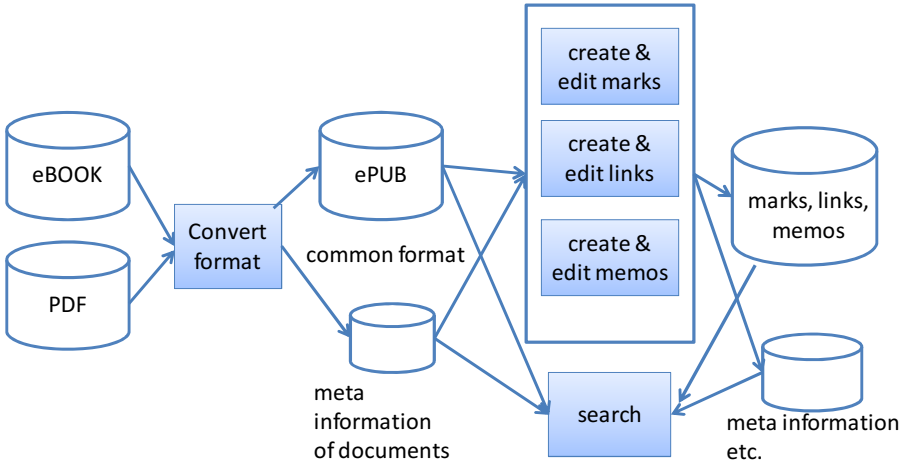 eBOOK
PDF
Convert
format
ePUB
common format
meta
information
of documents
create &
edit marks
create &
edit links
create &
edit memos
search
marks, links,
memos
meta information
etc.